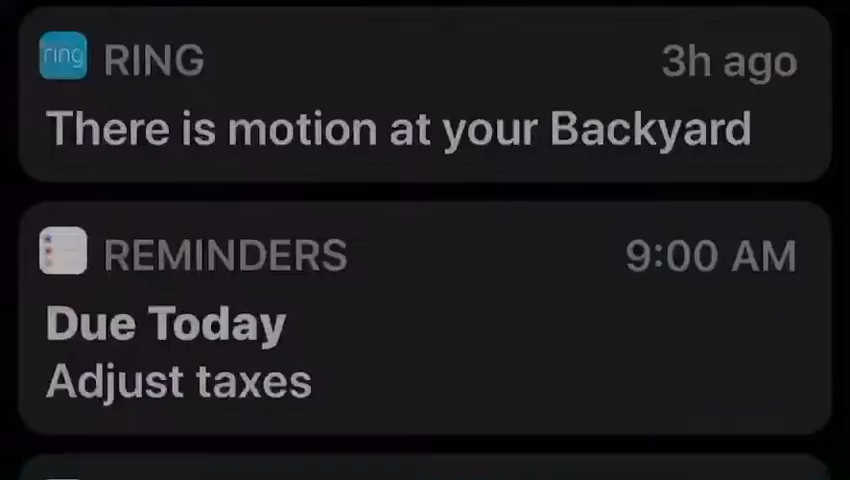 ring RING 3h ago
There is motion at your Backyard
REMINDERS 9:00 AM
Due Today
Adjust taxes